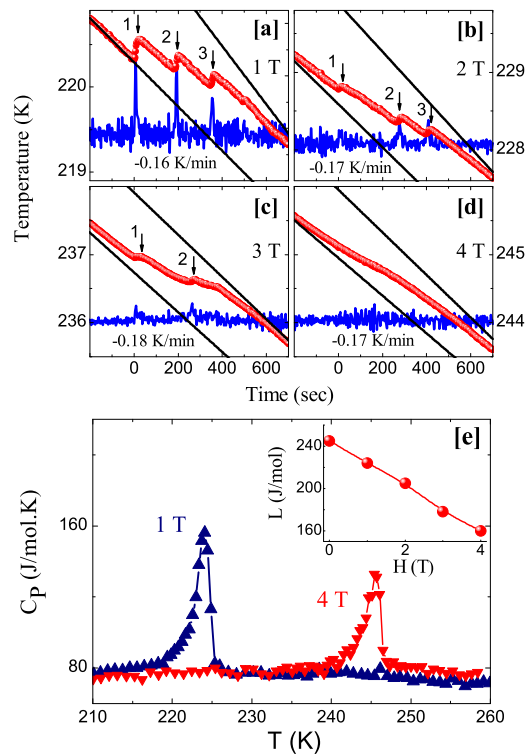 [a]
1
2
3
1 T
220
219
-0.16 K/min
[b]
1
2
3
2 T
229
228
-0.17 K/min
Temperature (K)
[c]
1
2
3 T
237
236
-0.18 K/min
[d]
4 T
245
244
-0.17 K/min
0 200 400 600
0 200 400 600
Time (sec)
[e]
1 T
4 T
C_P (J/mol.K)
160
80
210 220 230 240 250 260
T (K)
L (J/mol)
240
200
160
0 2 4
H (T)